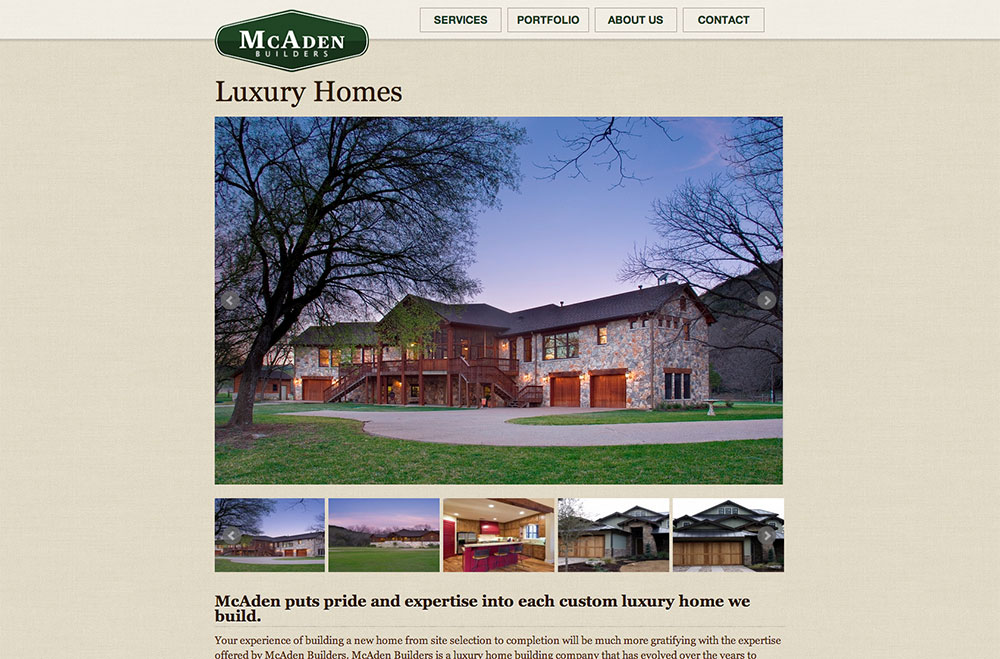 SERVICES PORTFOLIO ABOUT US CONTACT
McADEN
BUILDERS
Luxury Homes
McAden puts pride and expertise into each custom luxury home we
build.
Your experience of building a new home from site selection to completion will be much more gratifying with the expertise
offered by McAden Builders. McAden Builders is a luxury home building company that has evolved over the years to